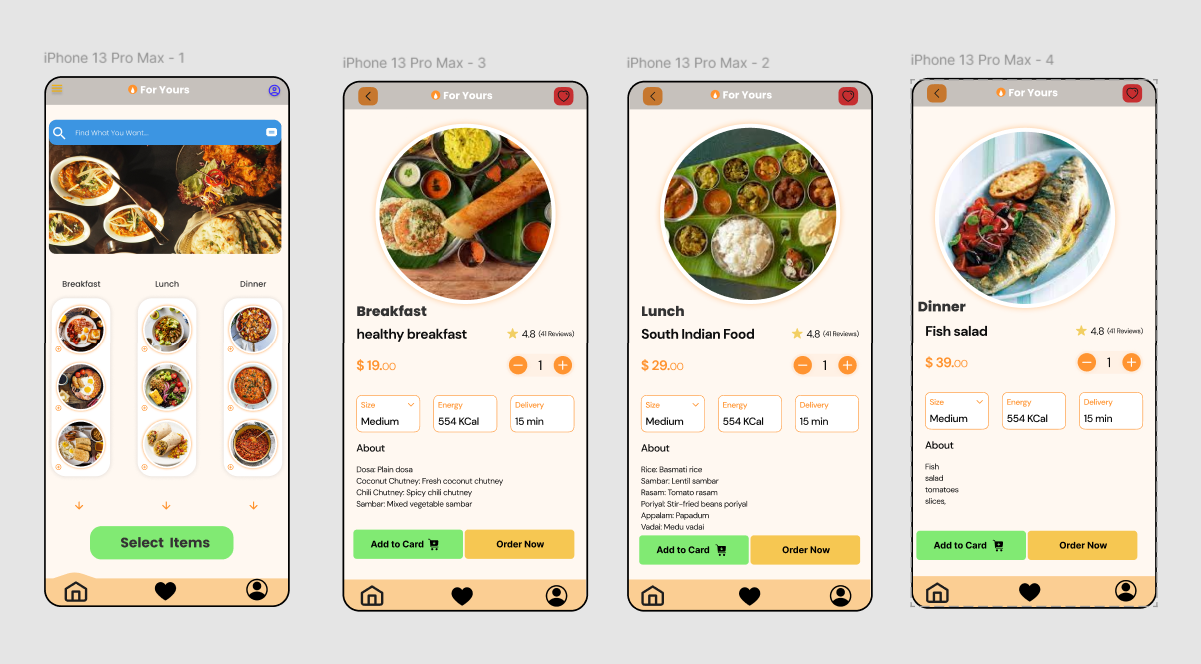 iPhone 13 Pro Max - 1
For Yours
Find What You Want...
Breakfast
Lunch
Dinner
Select Items
iPhone 13 Pro Max - 3
For Yours
Breakfast
healthy breakfast
4.8 (41 Reviews)
$ 19.00
1
Size
Medium
Energy
554 KCal
Delivery
15 min
About
Dosa: Plain dosa
Coconut Chutney: Fresh coconut chutney
Chili Chutney: Spicy chili chutney
Sambar: Mixed vegetable sambar
Add to Card
Order Now
iPhone 13 Pro Max - 2
For Yours
Lunch
South Indian Food
4.8 (41 Reviews)
$ 29.00
1
Size
Medium
Energy
554 KCal
Delivery
15 min
About
Rice: Basmati rice
Sambar: Lentil sambar
Rasam: Tomato rasam
Poriyal: Stir-fried beans poriyal
Appalam: Papadum
Vadai: Medu vadai
Add to Card
Order Now
iPhone 13 Pro Max - 4
For Yours
Dinner
Fish salad
4.8 (41 Reviews)
$ 39.00
1
Size
Medium
Energy
554 KCal
Delivery
15 min
About
Fish
salad
tomatoes
slices,
Add to Card
Order Now